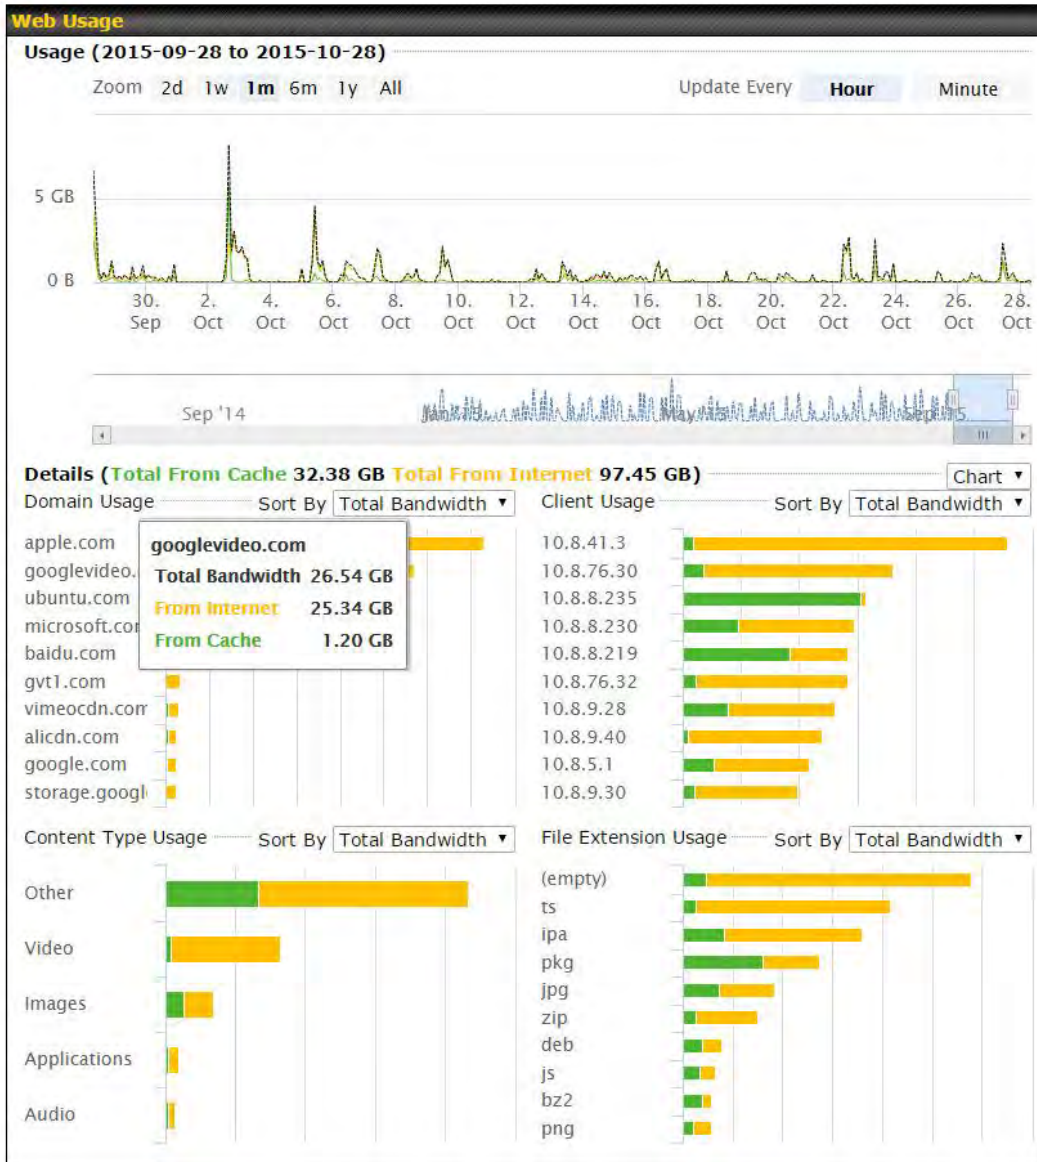 Web Usage
Usage (2015-09-28 to 2015-10-28)
Zoom 2d 1w 1m 6m 1y All Update Every Hour Minute
5 GB
0 B
30. 2. 4. 6. 8. 10. 12. 14. 16. 18. 20. 22. 24. 26. 28.
Sep Oct Oct Oct Oct Oct Oct Oct Oct Oct Oct Oct Oct Oct Oct
Sep '14
Details (Total From Cache 32.38 GB Total From Internet 97.45 GB) Chart
Domain Usage Sort By Total Bandwidth
apple.com
googlevideo.
ubuntu.com
microsoft.cor
baidu.com
gvt1.com
vimeocdn.com
alicdn.com
google.com
storage.googl
googlevideo.com
Total Bandwidth 26.54 GB
From Internet 25.34 GB
From Cache 1.20 GB
Client Usage Sort By Total Bandwidth
10.8.41.3
10.8.76.30
10.8.8.235
10.8.8.230
10.8.8.219
10.8.76.32
10.8.9.28
10.8.9.40
10.8.5.1
10.8.9.30
Content Type Usage Sort By Total Bandwidth
Other
Video
Images
Applications
Audio
File Extension Usage Sort By Total Bandwidth
(empty)
ts
ipa
pkg
jpg
zip
deb
js
bz2
png